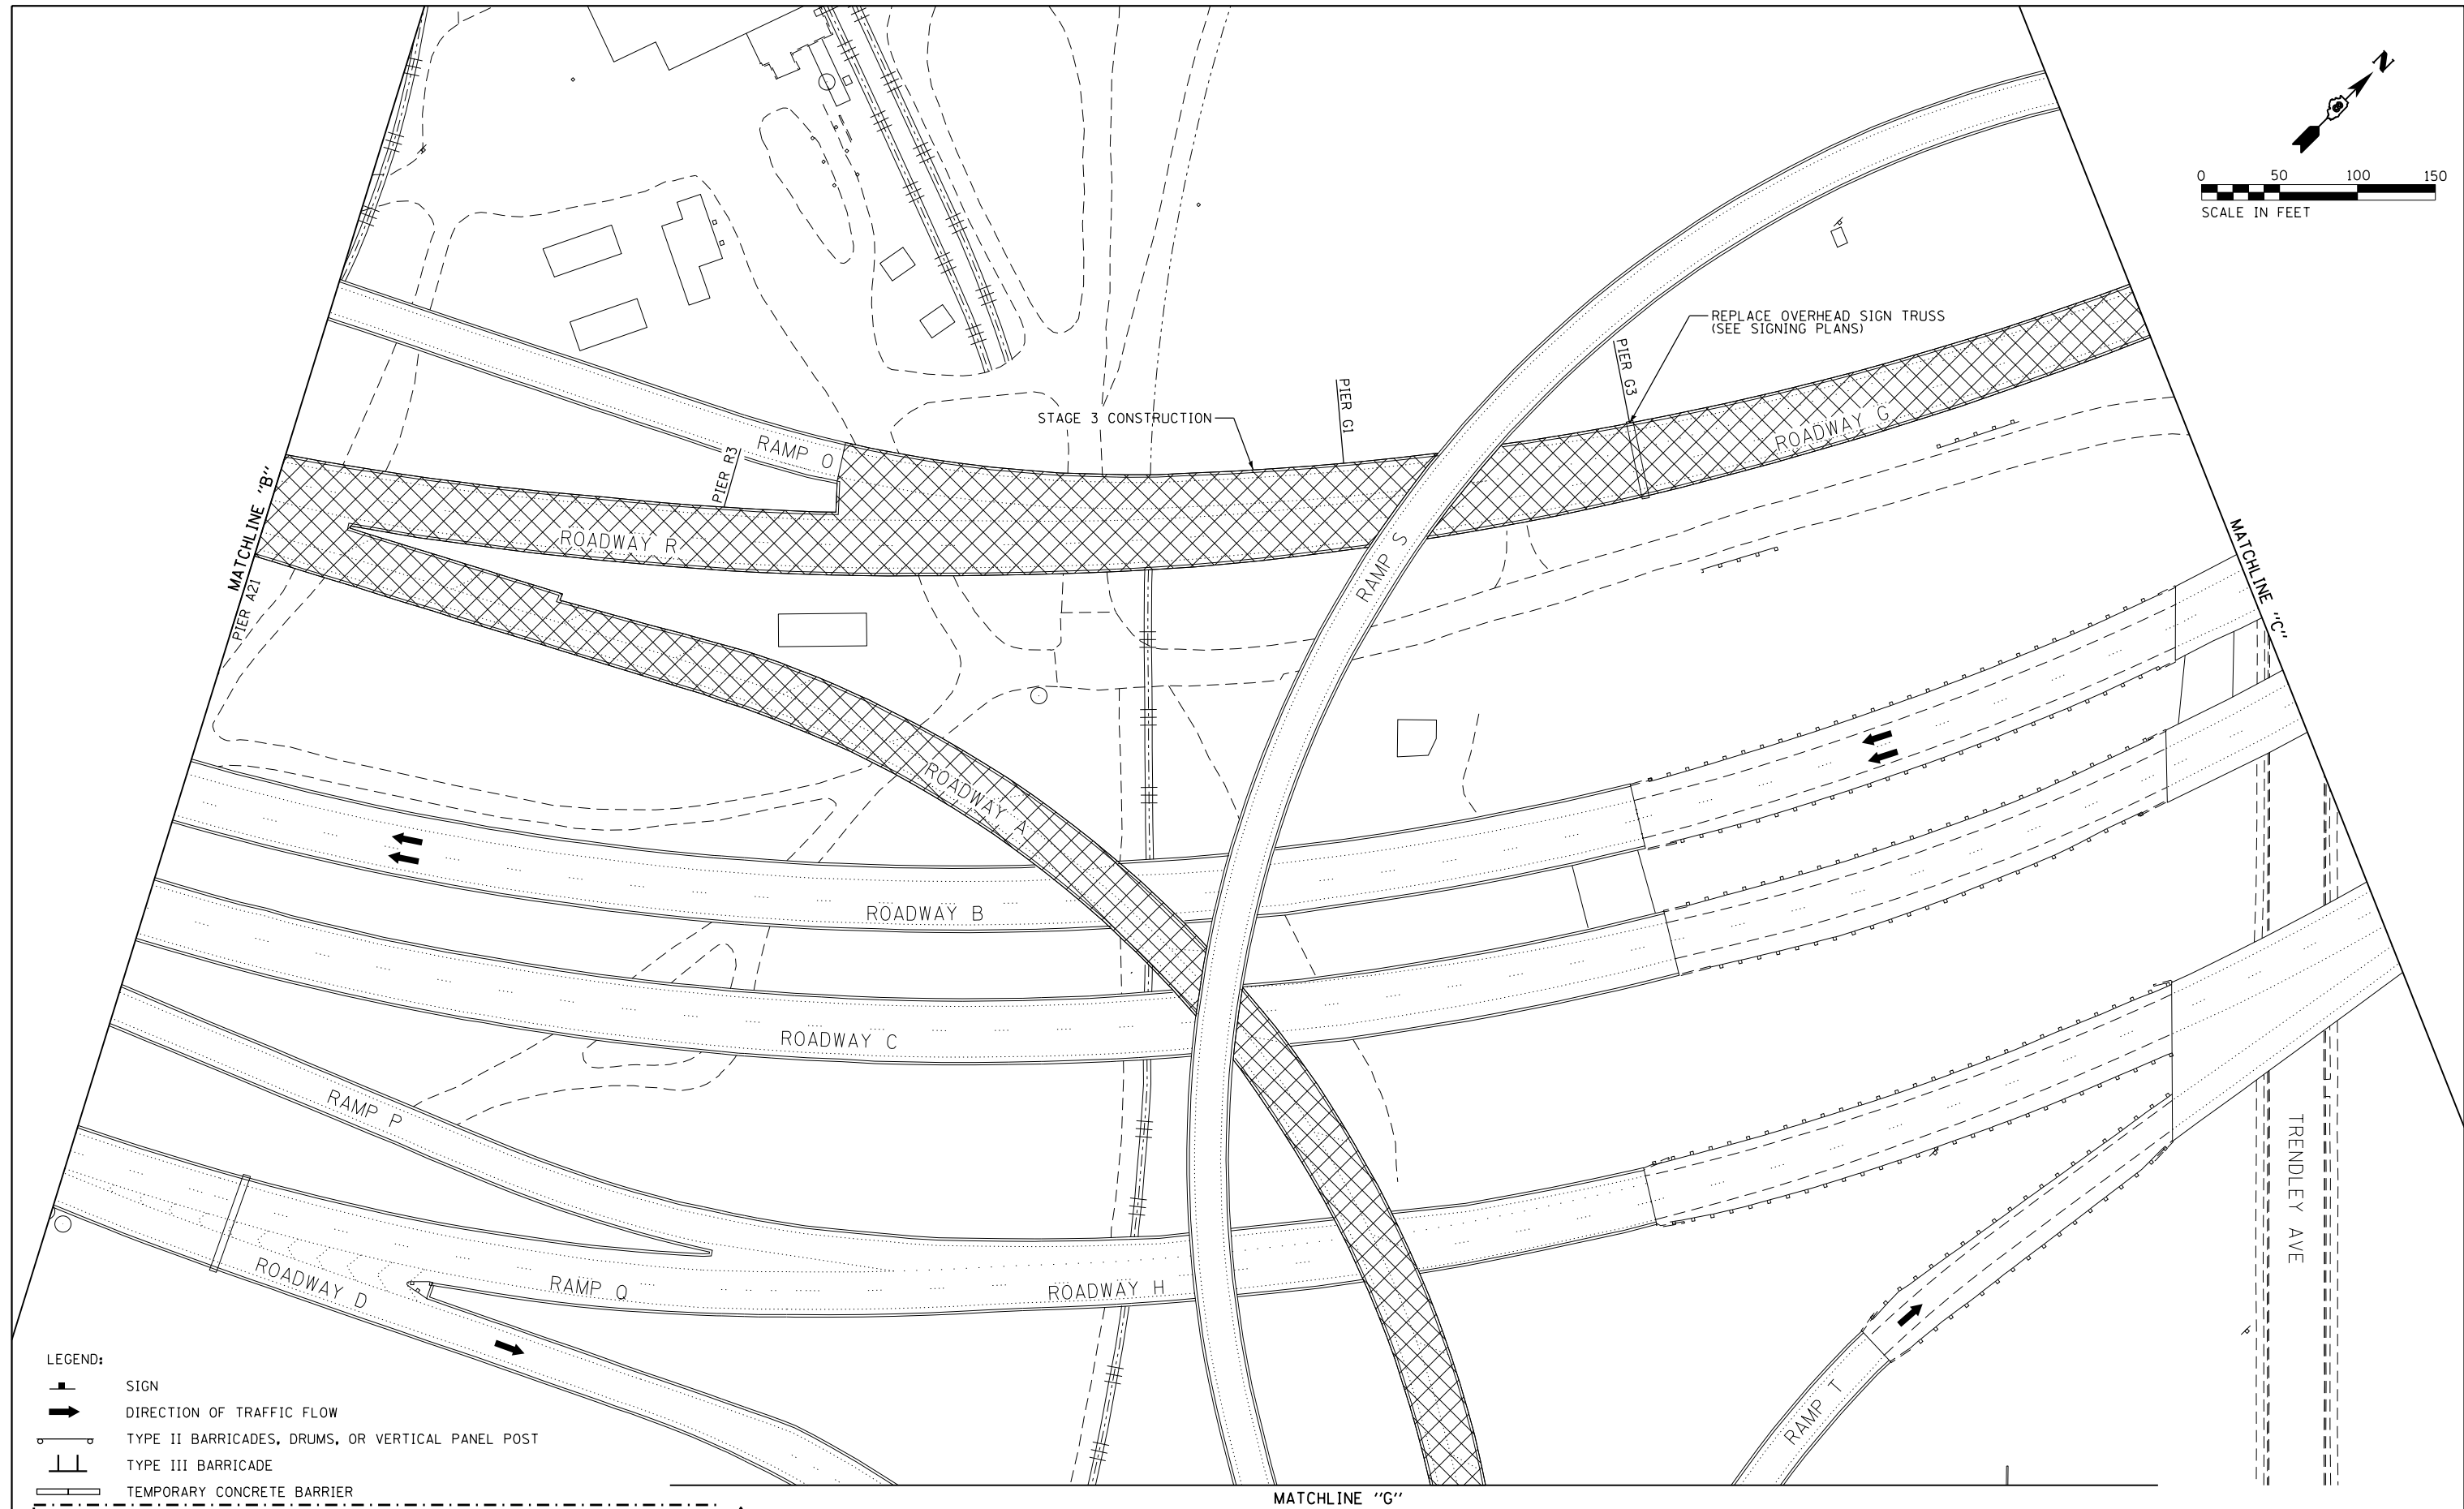 N
0 50 100 150
SCALE IN FEET
REPLACE OVERHEAD SIGN TRUSS
(SEE SIGNING PLANS)
PIER G3
PIER G1
STAGE 3 CONSTRUCTION
ROADWAY G
RAMP O
PIER R3
MATCHLINE "B"
ROADWAY R
RAMP S
MATCHLINE "C"
PIER A21
ROADWAY A
ROADWAY B
ROADWAY C
RAMP P
TRENDLEY AVE
ROADWAY D
RAMP Q
ROADWAY H
RAMP T
LEGEND:
SIGN
DIRECTION OF TRAFFIC FLOW
TYPE II BARRICADES, DRUMS, OR VERTICAL PANEL POST
TYPE III BARRICADE
TEMPORARY CONCRETE BARRIER
MATCHLINE "G"